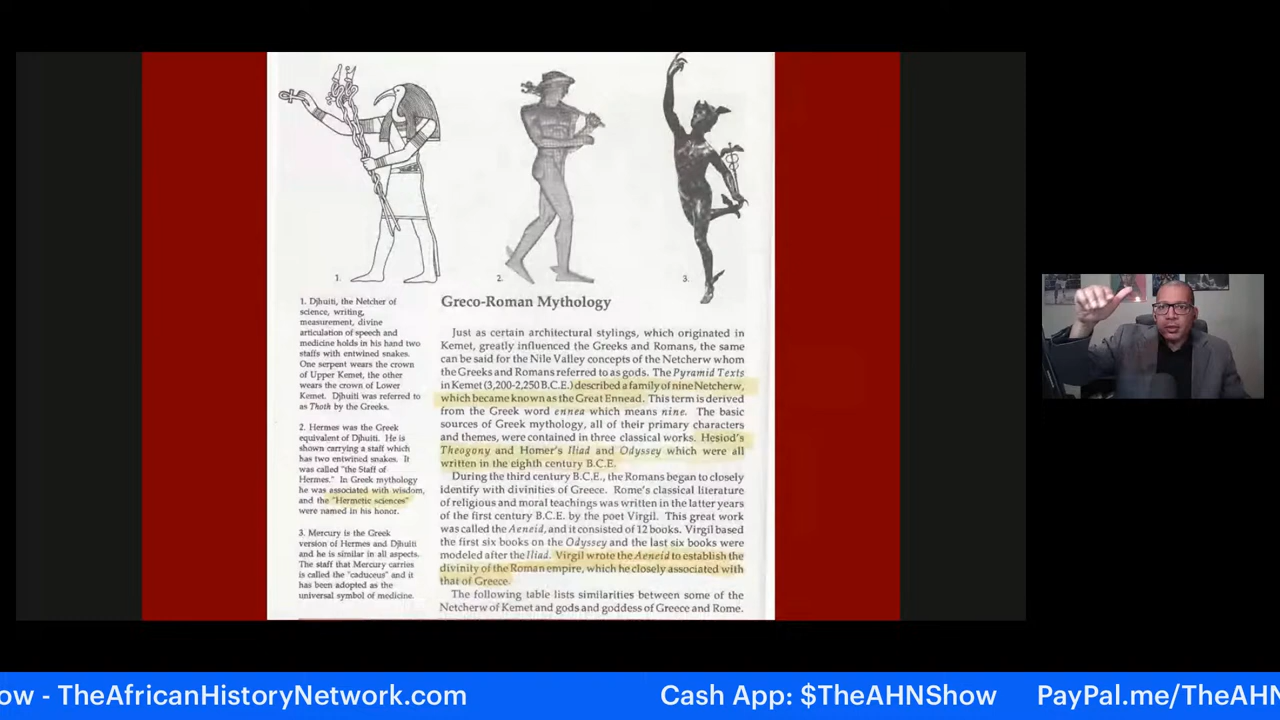 1.
2.
3.
1. Djhuiti, the Netcher of
science, writing,
measurement, divine
articulation of speech and
medicine holds in his hand two
staffs with entwined snakes.
One serpent wears the crown
of Upper Kemet, the other
wears the crown of Lower
Kemet. Djhuiti was referred to
as Thoth by the Greeks.
2. Hermes was the Greek
equivalent of Djhuiti. He is
shown carrying a staff which
has two entwined snakes. It
was called "the Staff of
Hermes." In Greek mythology
he was associated with wisdom,
and the "Hermetic sciences"
were named in his honor.
3. Mercury is the Greek
version of Hermes and Djhuiti
and he is similar in all aspects.
The staff that Mercury carries
is called the "caduceus" and it
has been adopted as the
universal symbol of medicine.
Greco-Roman Mythology
Just as certain architectural stylings, which originated in
Kemet, greatly influenced the Greeks and Romans, the same
can be said for the Nile Valley concepts of the Netcherw whom
the Greeks and Romans referred to as gods. The Pyramid Texts
in Kemet (3,200-2,250 B.C.E.) described a family of nine Netcherw,
which became known as the Great Ennead. This term is derived
from the Greek word ennea which means nine. The basic
sources of Greek mythology, all of their primary characters
and themes, were contained in three classical works. Hesiod's
Theogony and Homer's Iliad and Odyssey which were all
written in the eighth century B.C.E.
During the third century B.C.E., the Romans began to closely
identify with divinities of Greece. Rome's classical literature
of religious and moral teachings was written in the latter years
of the first century B.C.E. by the poet Virgil. This great work
was called the Aeneid, and it consisted of 12 books. Virgil based
the first six books on the Odyssey and the last six books were
modeled after the Iliad. Virgil wrote the Aeneid to establish the
divinity of the Roman empire, which he closely associated with
that of Greece.
The following table lists similarities between some of the
Netcherw of Kemet and gods and goddess of Greece and Rome.
ow - TheAfricanHistoryNetwork.com Cash App: $TheAHNShow PayPal.me/TheAHN